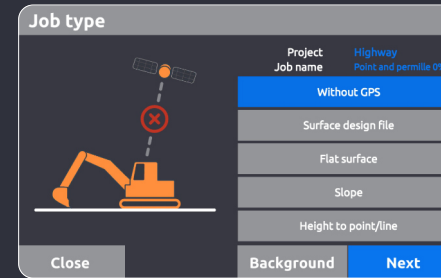 Job type
Project Highway
Job name Point and permille 0%
Without GPS
Surface design file
Flat surface
Slope
Height to point/line
Close
Background
Next